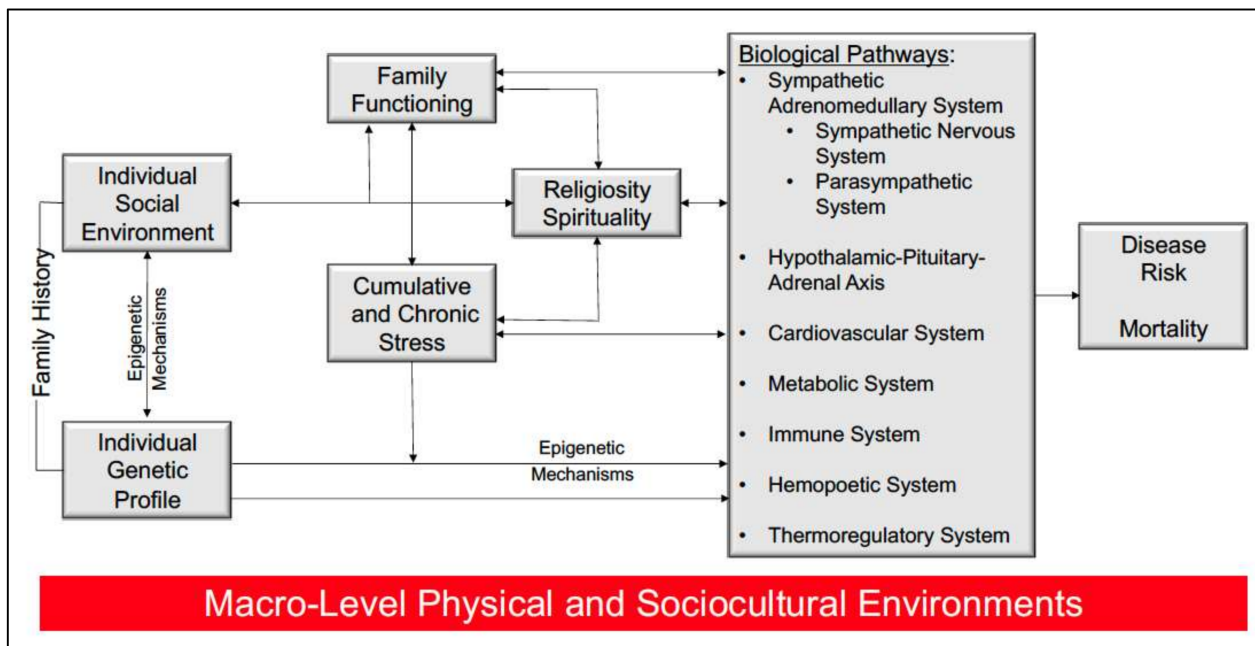 Family
Functioning
Individual
Social
Environment
Religiosity
Spirituality
Cumulative
and Chronic
Stress
Family History
Epigenetic
Mechanisms
Individual
Genetic
Profile
Epigenetic
Mechanisms
Biological Pathways:
• Sympathetic
Adrenomedullary System
• Sympathetic Nervous
System
• Parasympathetic
System
• Hypothalamic-Pituitary-
Adrenal Axis
• Cardiovascular System
• Metabolic System
• Immune System
• Hemopoetic System
• Thermoregulatory System
Disease
Risk
Mortality
Macro-Level Physical and Sociocultural Environments